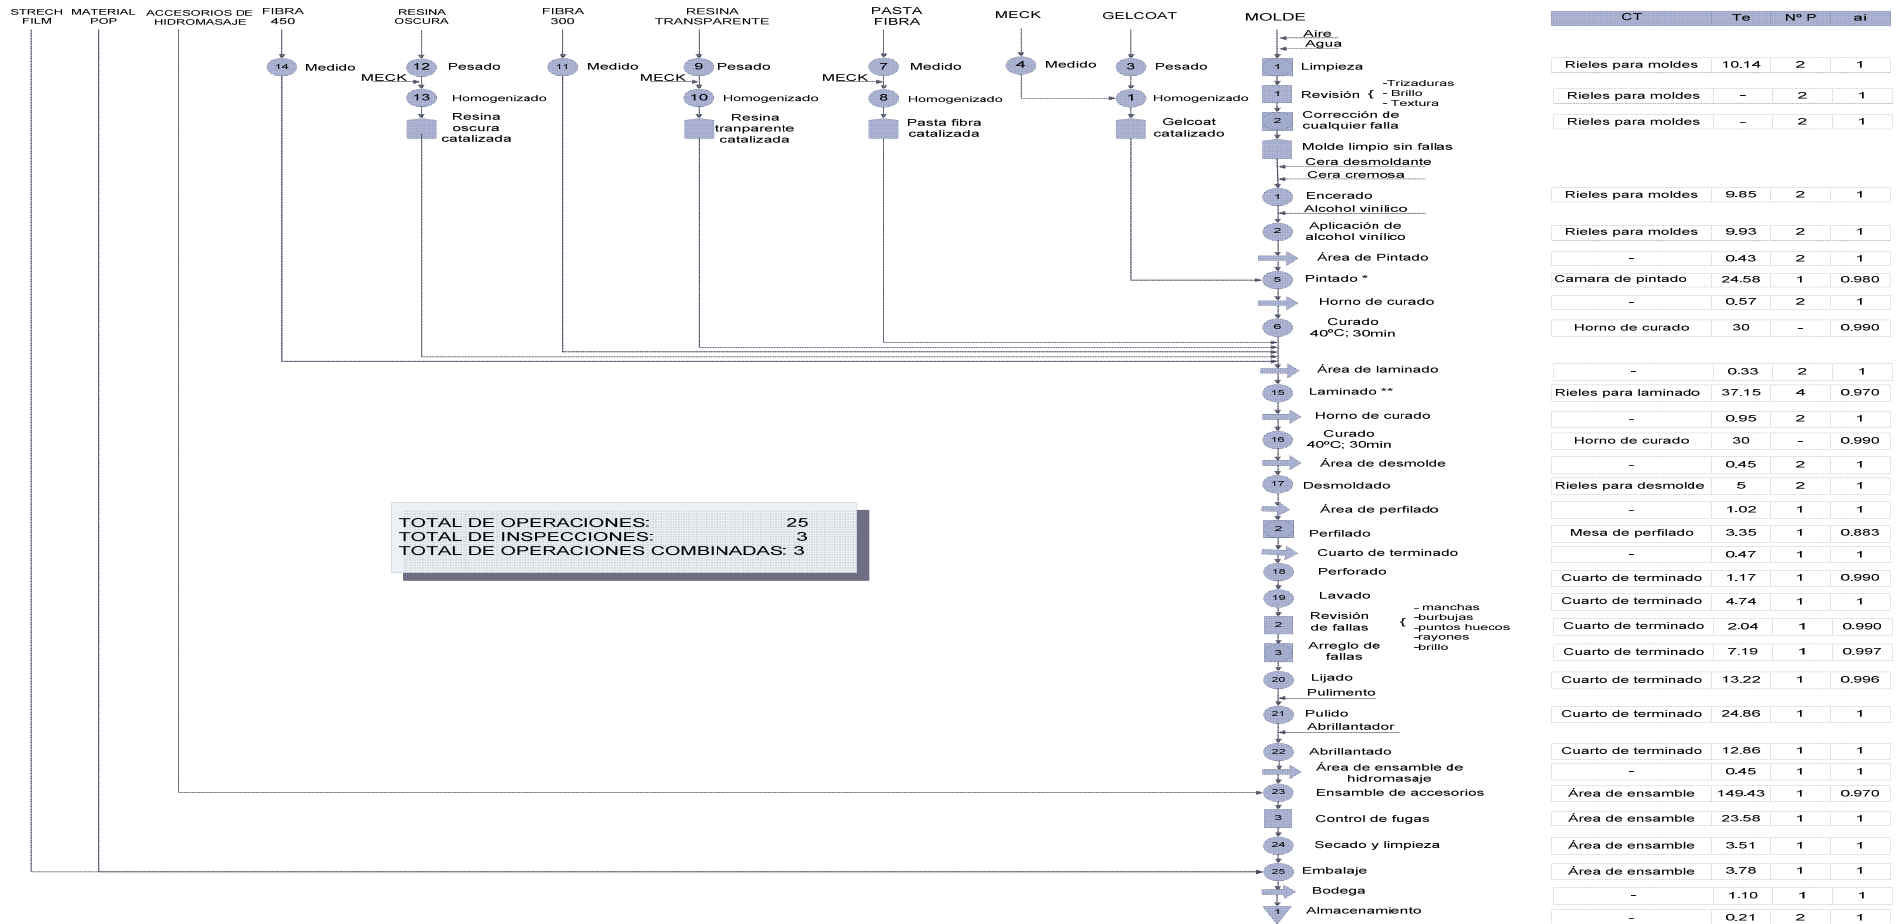 STRECH FILM
MATERIAL POP
ACCESORIOS DE HIDROMASAJE
FIBRA 450
RESINA OSCURA
FIBRA 300
RESINA TRANSPARENTE
PASTA FIBRA
MECK
GELCOAT
MOLDE
CT Te Nº P ai
Aire
Agua
14 Medido
12 Pesado
11 Medido
9 Pesado
7 Medido
4 Medido
3 Pesado
1 Limpieza
Rieles para moldes 10.14 2 1
MECK
MECK
MECK
13 Homogenizado
10 Homogenizado
8 Homogenizado
1 Homogenizado
1 Revisión {
-Trizaduras
- Brillo
- Textura
Rieles para moldes - 2 1
Resina oscura catalizada
Resina tranparente catalizada
Pasta fibra catalizada
Gelcoat catalizado
2 Corrección de cualquier falla
Rieles para moldes - 2 1
Molde limpio sin fallas
Cera desmoldante
Cera cremosa
1 Encerado
Rieles para moldes 9.85 2 1
Alcohol vinílico
2 Aplicación de alcohol vinílico
Rieles para moldes 9.93 2 1
Área de Pintado
- 0.43 2 1
5 Pintado *
Camara de pintado 24.58 1 0.980
Horno de curado
- 0.57 2 1
6 Curado 40ºC; 30min
Horno de curado 30 - 0.990
Área de laminado
- 0.33 2 1
15 Laminado **
Rieles para laminado 37.15 4 0.970
Horno de curado
- 0.95 2 1
16 Curado 40ºC; 30min
Horno de curado 30 - 0.990
Área de desmolde
- 0.45 2 1
17 Desmoldado
Rieles para desmolde 5 2 1
Área de perfilado
- 1.02 1 1
2 Perfilado
Mesa de perfilado 3.35 1 0.883
Cuarto de terminado
- 0.47 1 1
18 Perforado
Cuarto de terminado 1.17 1 0.990
19 Lavado
Cuarto de terminado 4.74 1 1
2 Revisión de fallas {
- manchas
-burbujas
-puntos huecos
-rayones
-brillo
Cuarto de terminado 2.04 1 0.990
3 Arreglo de fallas
Cuarto de terminado 7.19 1 0.997
20 Lijado
Cuarto de terminado 13.22 1 0.996
Pulimento
21 Pulido
Cuarto de terminado 24.86 1 1
Abrillantador
22 Abrillantado
Cuarto de terminado 12.86 1 1
Área de ensamble de hidromasaje
- 0.45 1 1
23 Ensamble de accesorios
Área de ensamble 149.43 1 0.970
3 Control de fugas
Área de ensamble 23.58 1 1
24 Secado y limpieza
Área de ensamble 3.51 1 1
25 Embalaje
Área de ensamble 3.78 1 1
Bodega
- 1.10 1 1
1 Almacenamiento
- 0.21 2 1
TOTAL DE OPERACIONES: 25
TOTAL DE INSPECCIONES: 3
TOTAL DE OPERACIONES COMBINADAS: 3